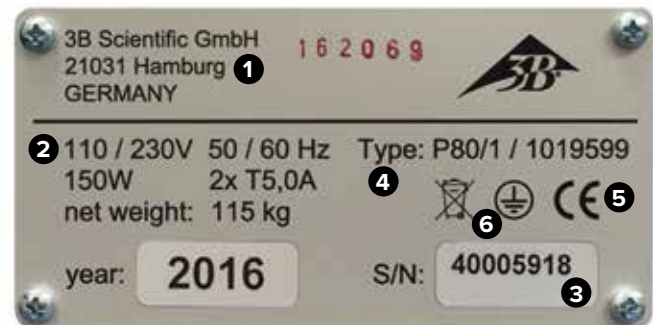 3B Scientific GmbH
162069
21031 Hamburg 1
GERMANY
3B
2 110 / 230V 50 / 60 Hz
Type: P80/1 / 1019599
150W 2x T5,0A
4
net weight: 115 kg
6
CE 5
year: 2016
S/N: 40005918
3